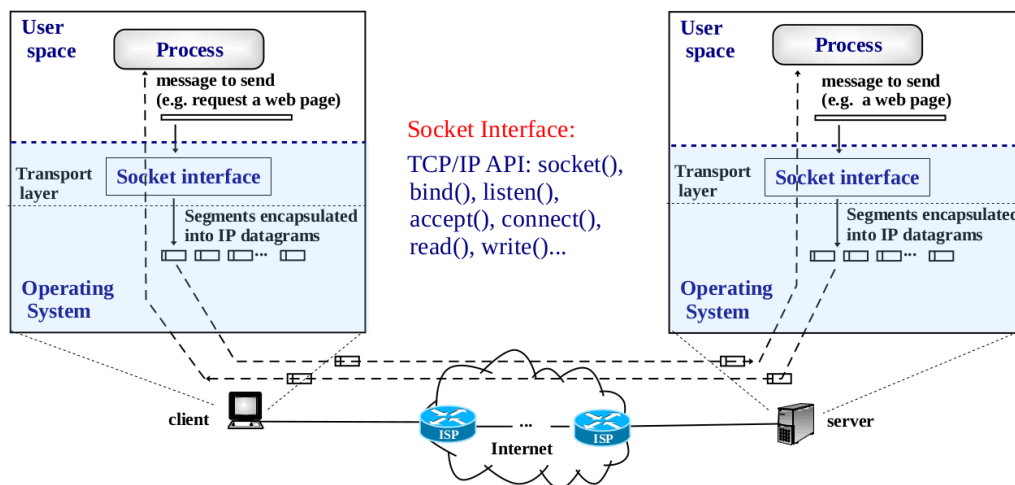 User
space
Process
message to send
(e.g. request a web page)
Transport
layer
Socket interface
Segments encapsulated
into IP datagrams
...
Operating
System
Socket Interface:
TCP/IP API: socket(),
bind(), listen(),
accept(), connect(),
read(), write()...
User
space
Process
message to send
(e.g. a web page)
Transport
layer
Socket interface
Segments encapsulated
into IP datagrams
...
Operating
System
client
ISP
...
ISP
Internet
server